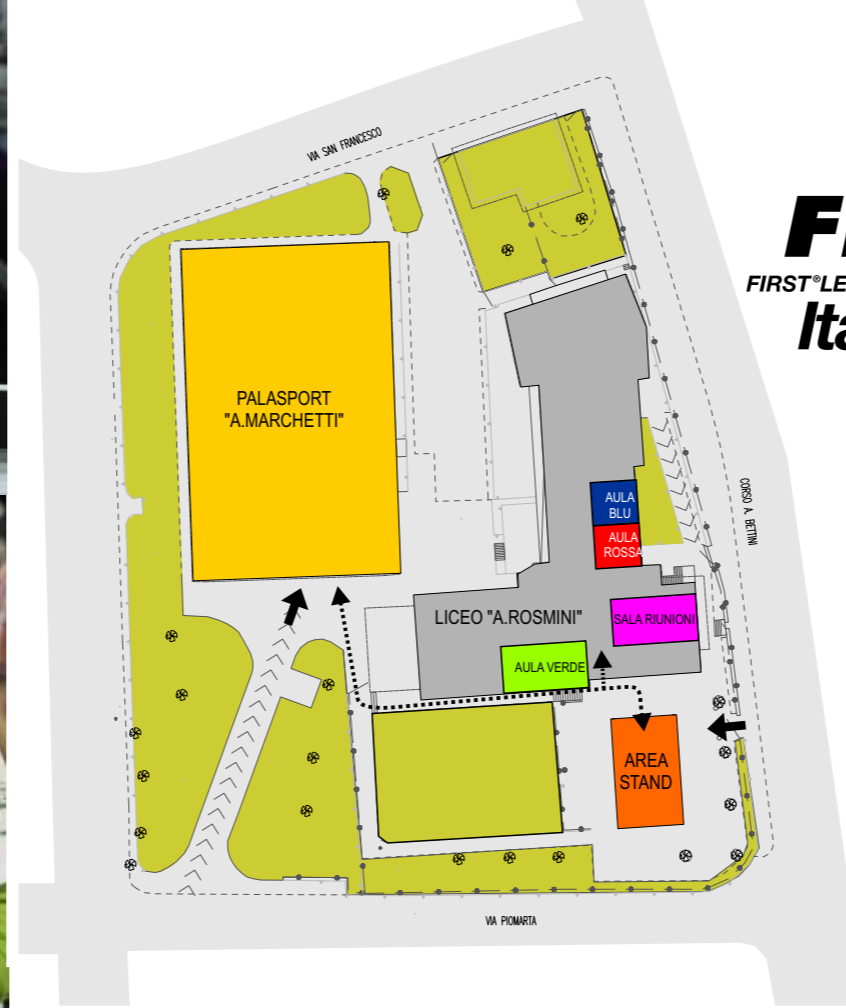 VIA SAN FRANCESCO
FIRST®LE
Ita
PALASPORT
"A.MARCHETTI"
CORSO A. BETTINI
AULA
BLU
AULA
ROSSA
LICEO "A.ROSMINI"
SALA RIUNIONI
AULA VERDE
AREA
STAND
VIA PIOMARTA